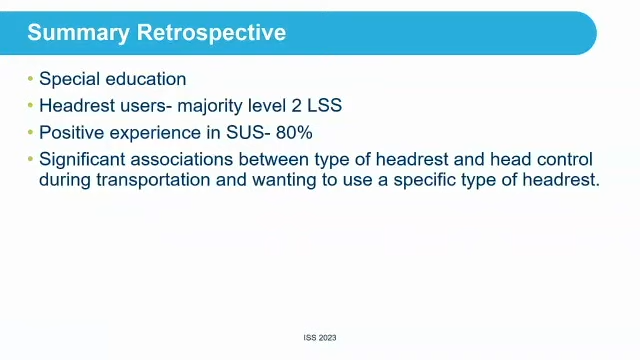 Summary Retrospective
• Special education
• Headrest users- majority level 2 LSS
• Positive experience in SUS- 80%
• Significant associations between type of headrest and head control
during transportation and wanting to use a specific type of headrest.
ISS 2023